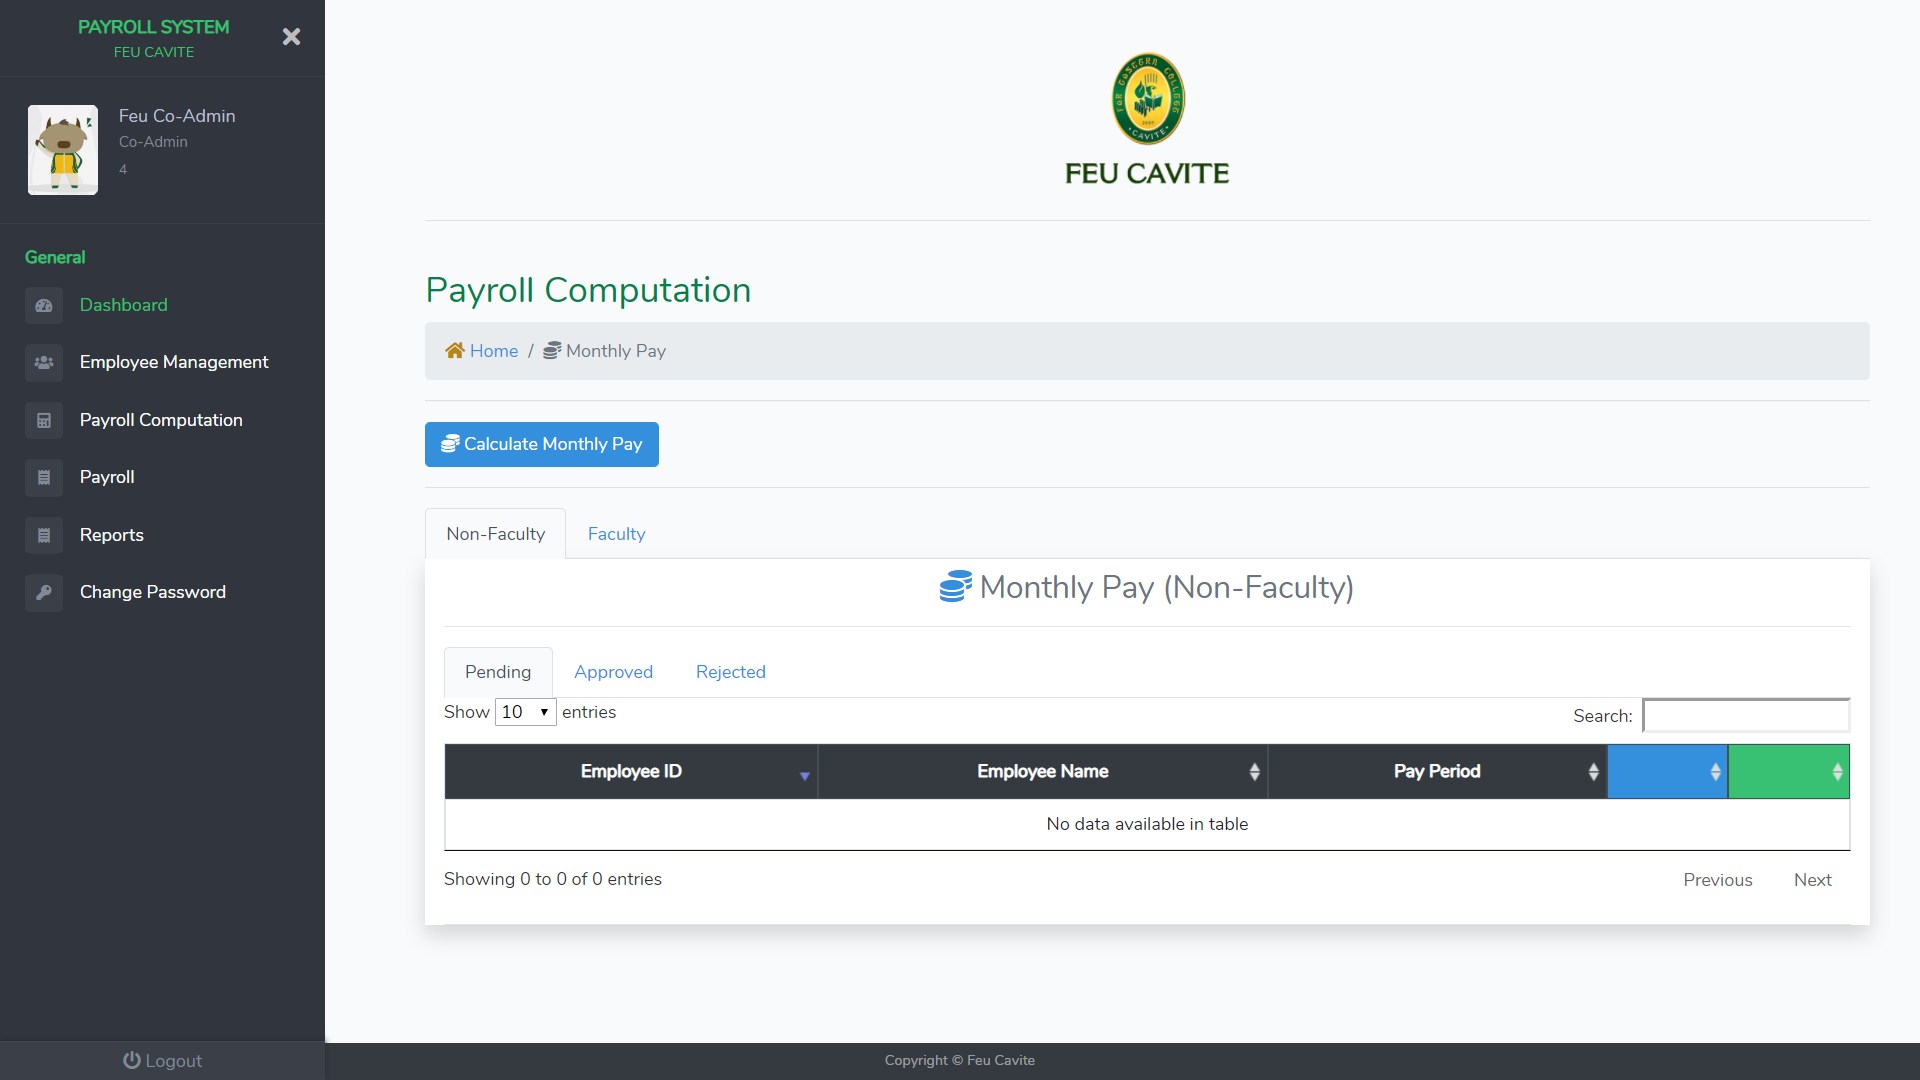 PAYROLL SYSTEM
FEU CAVITE
Feu Co-Admin
Co-Admin
4
General
Dashboard
Employee Management
Payroll Computation
Payroll
Reports
Change Password
Logout
FEU CAVITE
Payroll Computation
Home / Monthly Pay
Calculate Monthly Pay
Non-Faculty Faculty
Monthly Pay (Non-Faculty)
Pending Approved Rejected
Show 10 entries Search:
Employee ID Employee Name Pay Period
No data available in table
Showing 0 to 0 of 0 entries Previous Next
Copyright © Feu Cavite